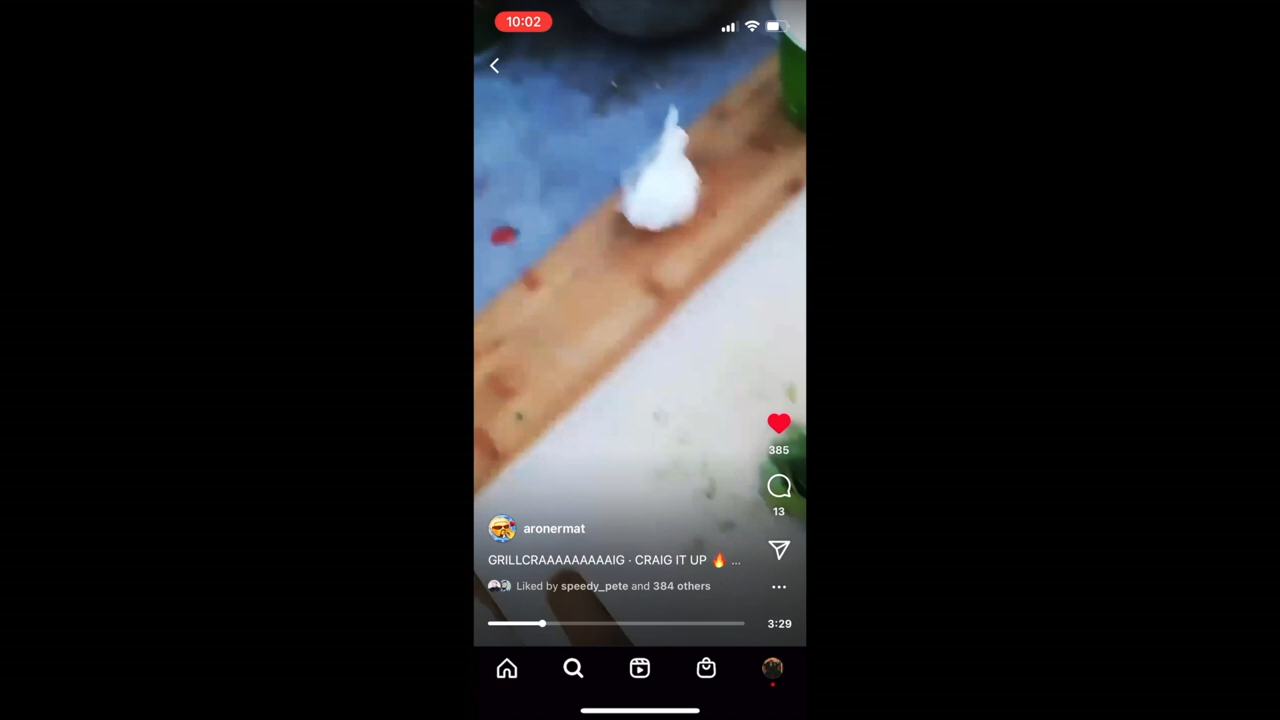 10:02
385
13
aronermat
GRILLCRAAAAAAAAAIG · CRAIG IT UP 🔥 ...
Liked by speedy_pete and 384 others
3:29